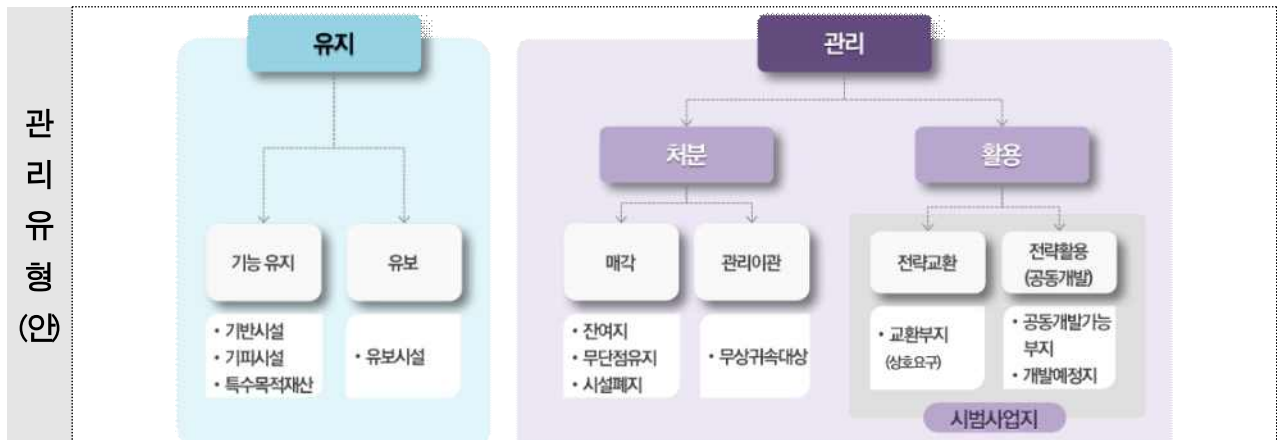 관
리
유
형
(안)
유지
관리
처분
활용
기능 유지
유보
매각
관리이관
전략교환
전략활용
(공동개발)
• 기반시설
• 기피시설
• 특수목적재산
• 유보시설
• 잔여지
• 무단점유지
• 시설폐지
• 무상귀속대상
• 교환부지
(상호요구)
• 공동개발가능
부지
• 개발예정지
시범사업지